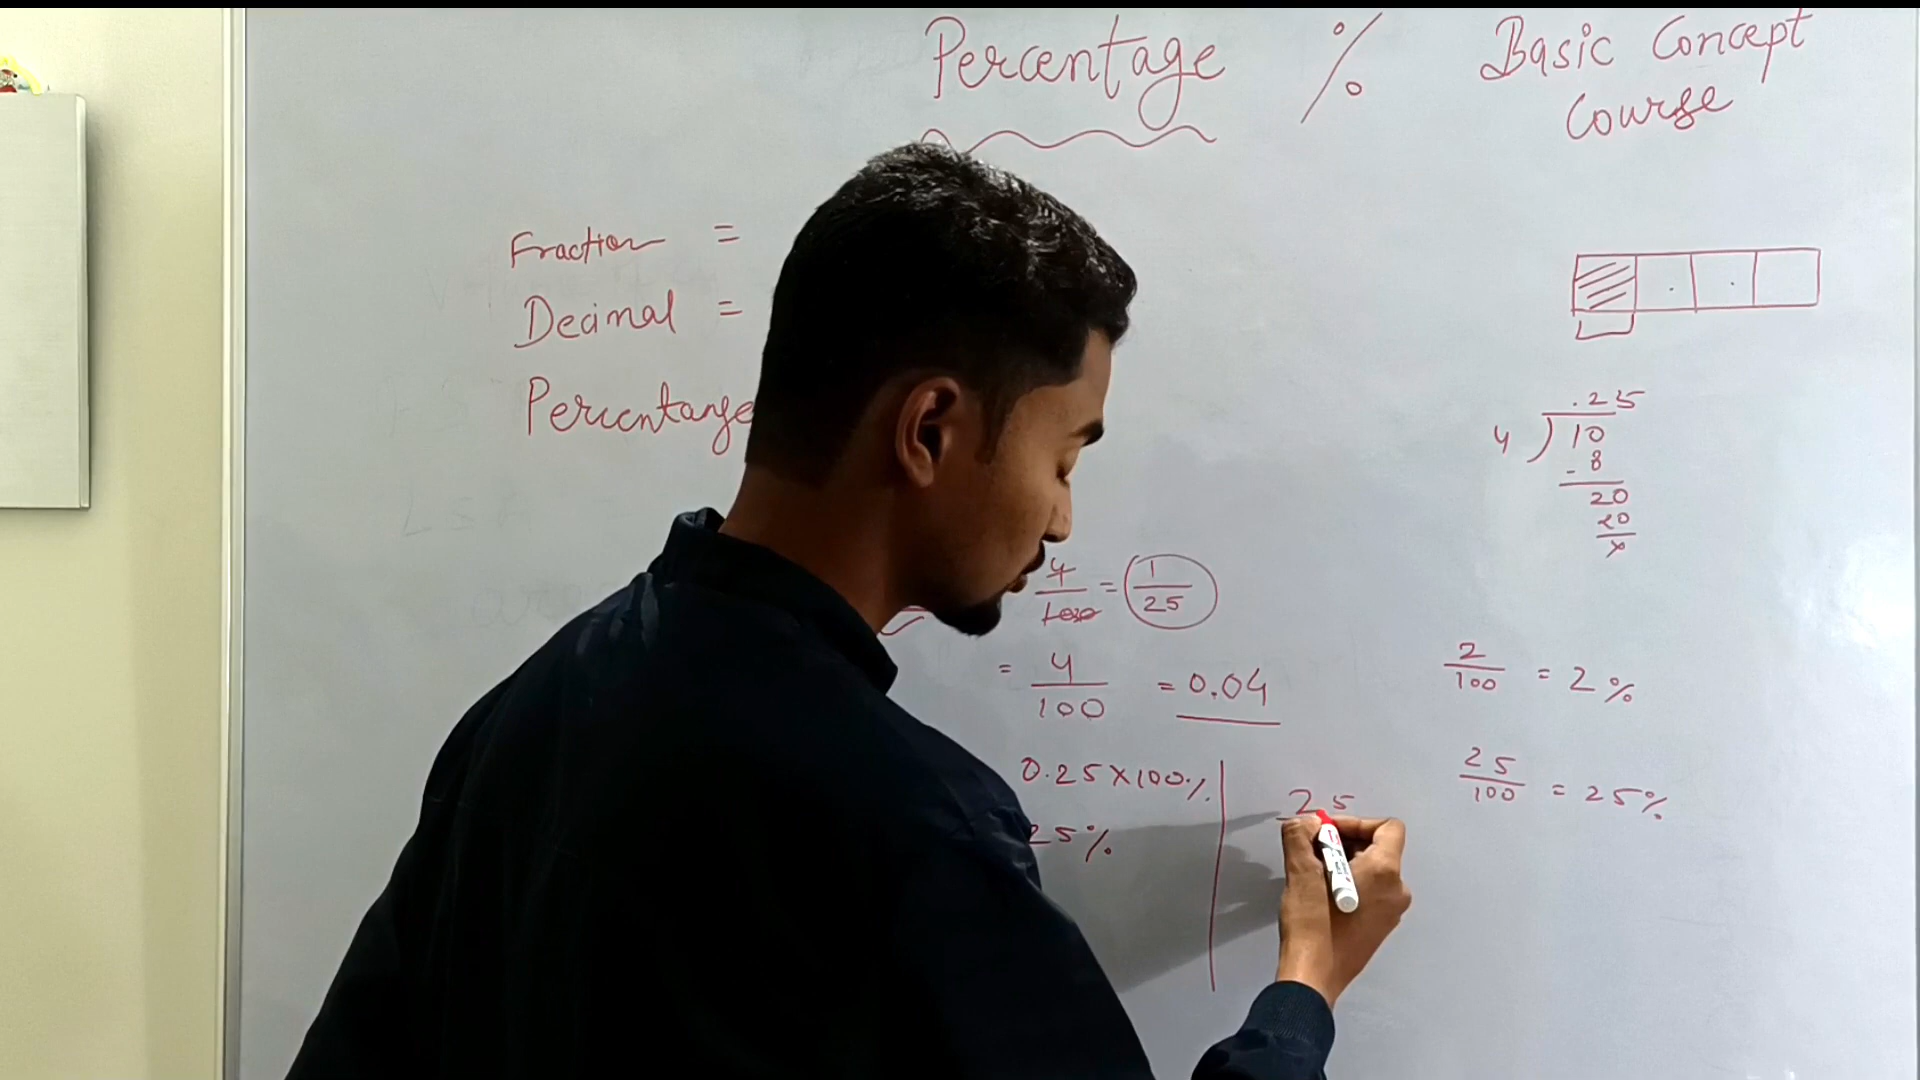 Percentage % Basic Concept
Course
Fraction =
Decimal =
Percentange
.25
4 ) 10
- 8
20
20
x
4/100 = 1/25
= 4/100 = 0.04
2/100 = 2%
0.25 x 100%
25%
25
25/100 = 25%